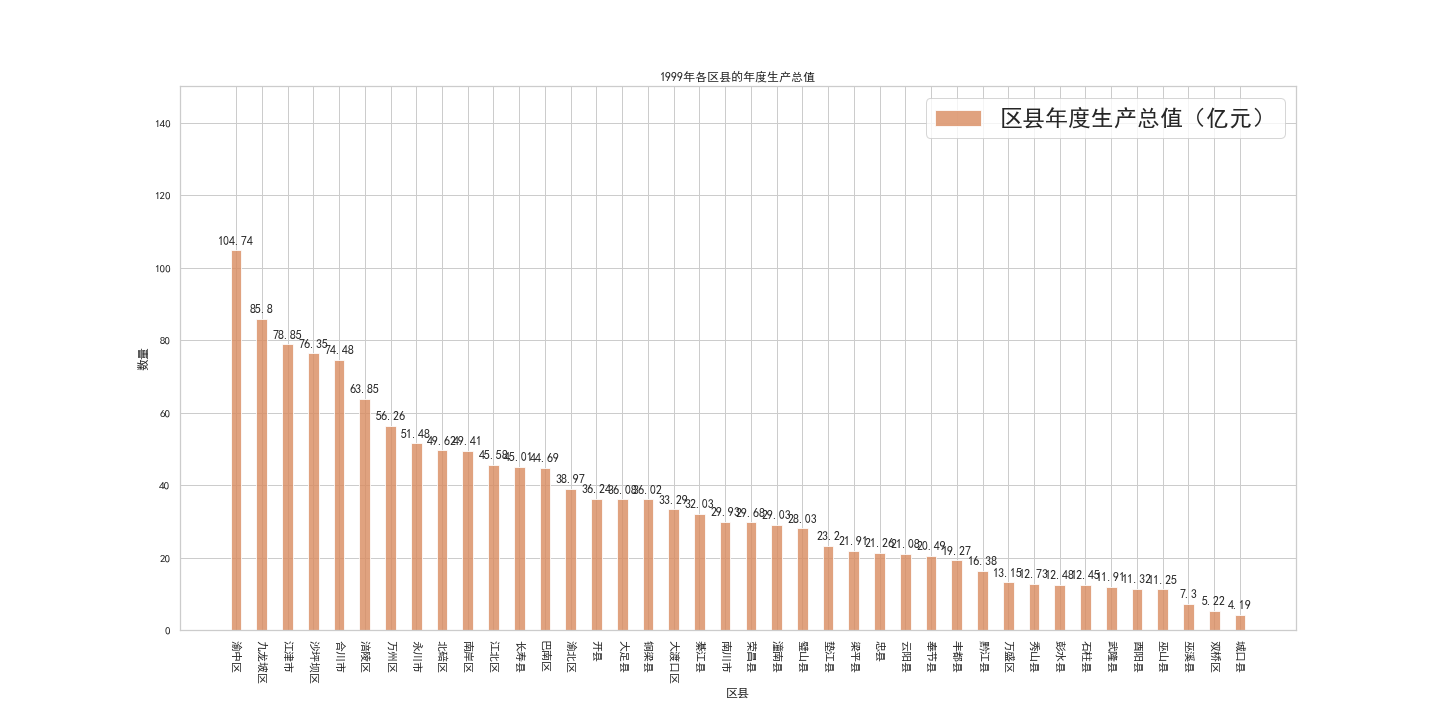 1999年各区县的年度生产总值
区县年度生产总值（亿元）
数量
140
120
100
80
60
40
20
0
104.74
85.8
78.85
76.35
74.48
63.85
56.26
51.48
49.62
49.41
45.58
45.01
44.69
38.97
36.24
36.08
36.02
33.29
32.03
29.93
29.68
29.03
28.03
23.2
21.91
21.26
21.08
20.49
19.27
16.38
13.15
12.73
12.48
12.45
11.91
11.32
11.25
7.3
5.22
4.19
渝中区
九龙坡区
江津市
沙坪坝区
合川市
涪陵区
万州区
永川市
北碚区
南岸区
江北区
长寿县
巴南区
渝北区
开县
大足县
铜梁县
大渡口区
綦江县
南川市
荣昌县
潼南县
璧山县
垫江县
梁平县
忠县
云阳县
奉节县
丰都县
黔江县
万盛区
秀山县
彭水县
石柱县
武隆县
酉阳县
巫山县
巫溪县
双桥区
城口县
区县